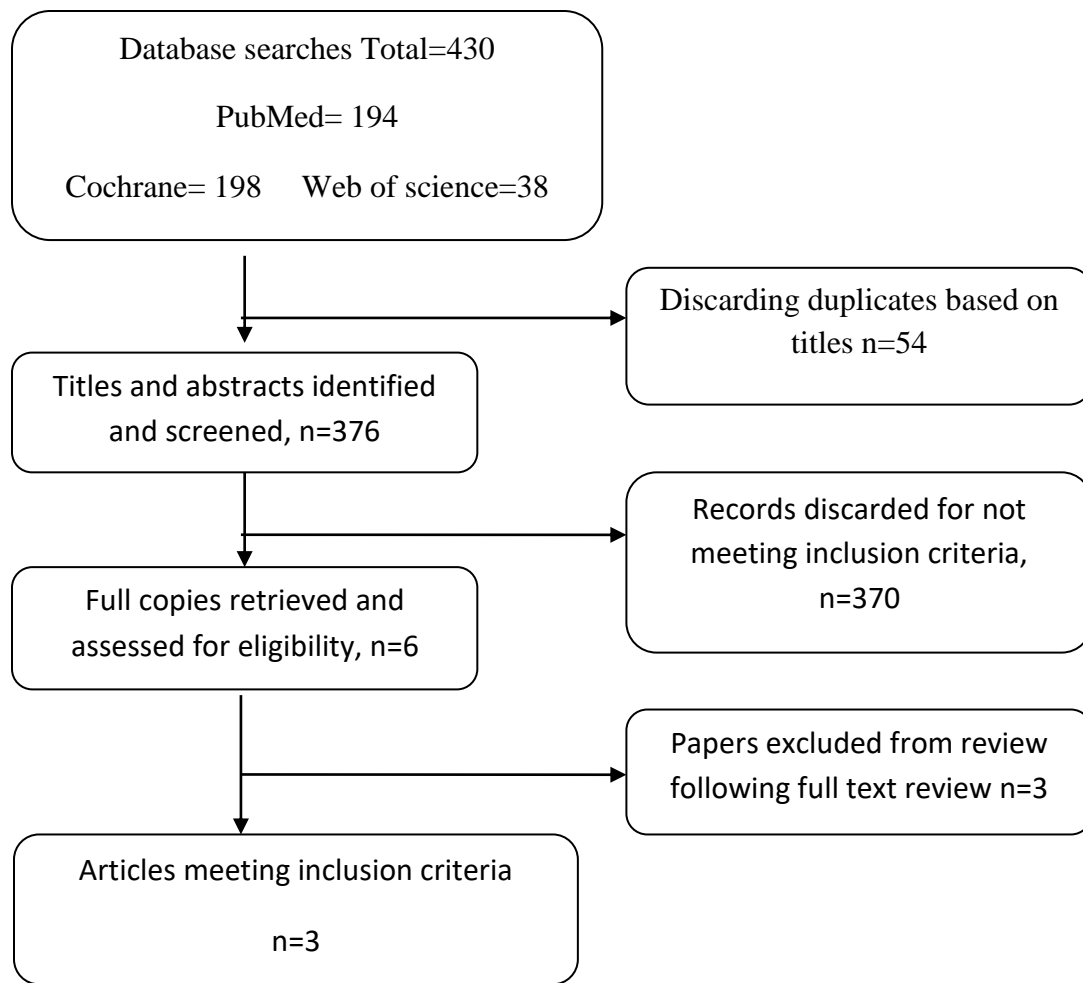 Database searches Total=430
PubMed= 194
Cochrane= 198 Web of science=38
Discarding duplicates based on
titles n=54
Titles and abstracts identified
and screened, n=376
Records discarded for not
meeting inclusion criteria,
n=370
Full copies retrieved and
assessed for eligibility, n=6
Papers excluded from review
following full text review n=3
Articles meeting inclusion criteria
n=3